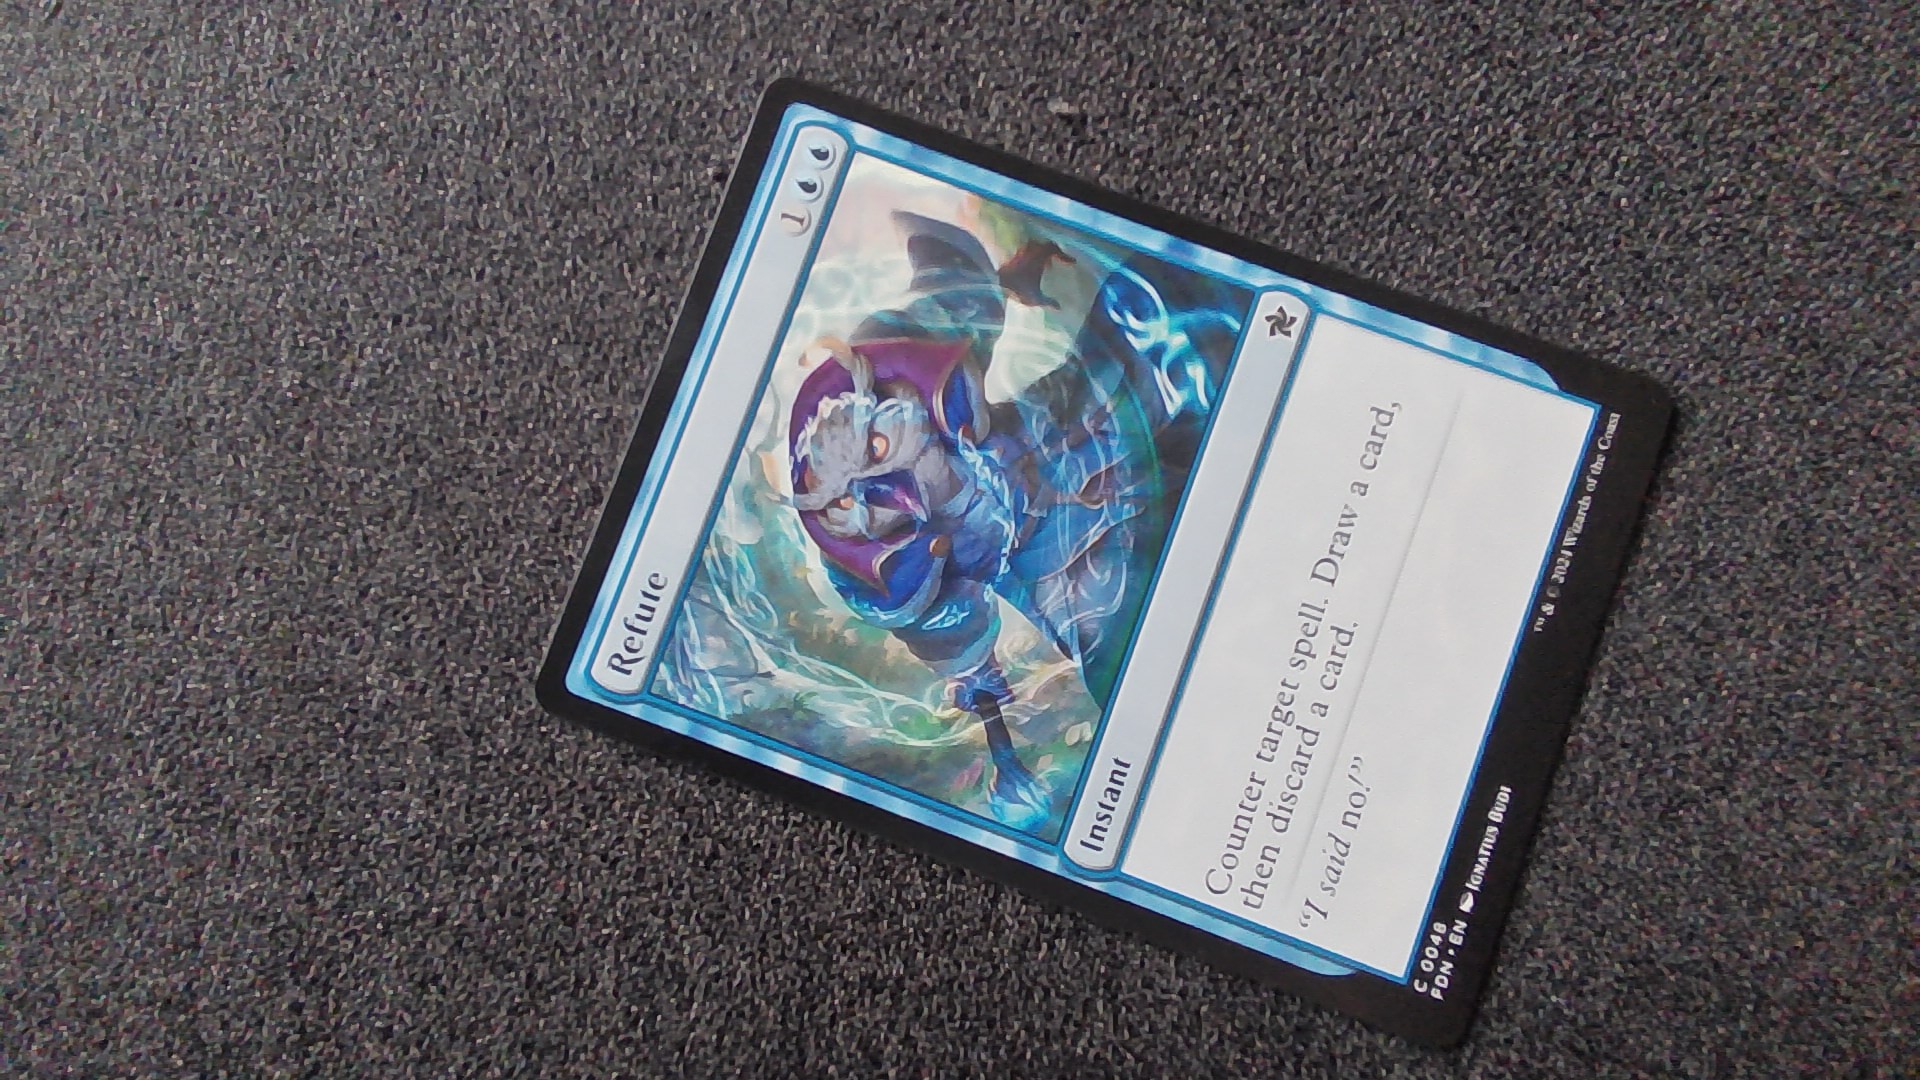 Refute 1
Instant
Counter target spell. Draw a card,
then discard a card.
"I said no!"
C 0048
FDN • EN IGNATIUS BUDI
™ & © 2024 Wizards of the Coast